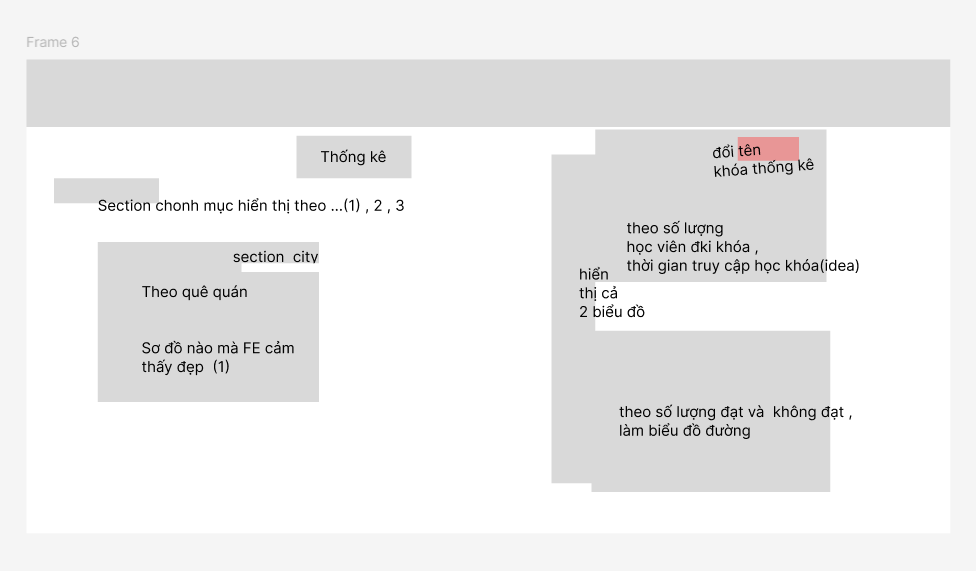 Frame 6
Thống kê
Section chonh mục hiển thị theo ...(1) , 2 , 3
section city
Theo quê quán
Sơ đồ nào mà FE cảm
thấy đẹp (1)
đổi tên
khóa thống kê
theo số lượng
học viên đki khóa ,
thời gian truy cập học khóa(idea)
hiển
thị cả
2 biểu đồ
theo số lượng đạt và không đạt ,
làm biểu đồ đường